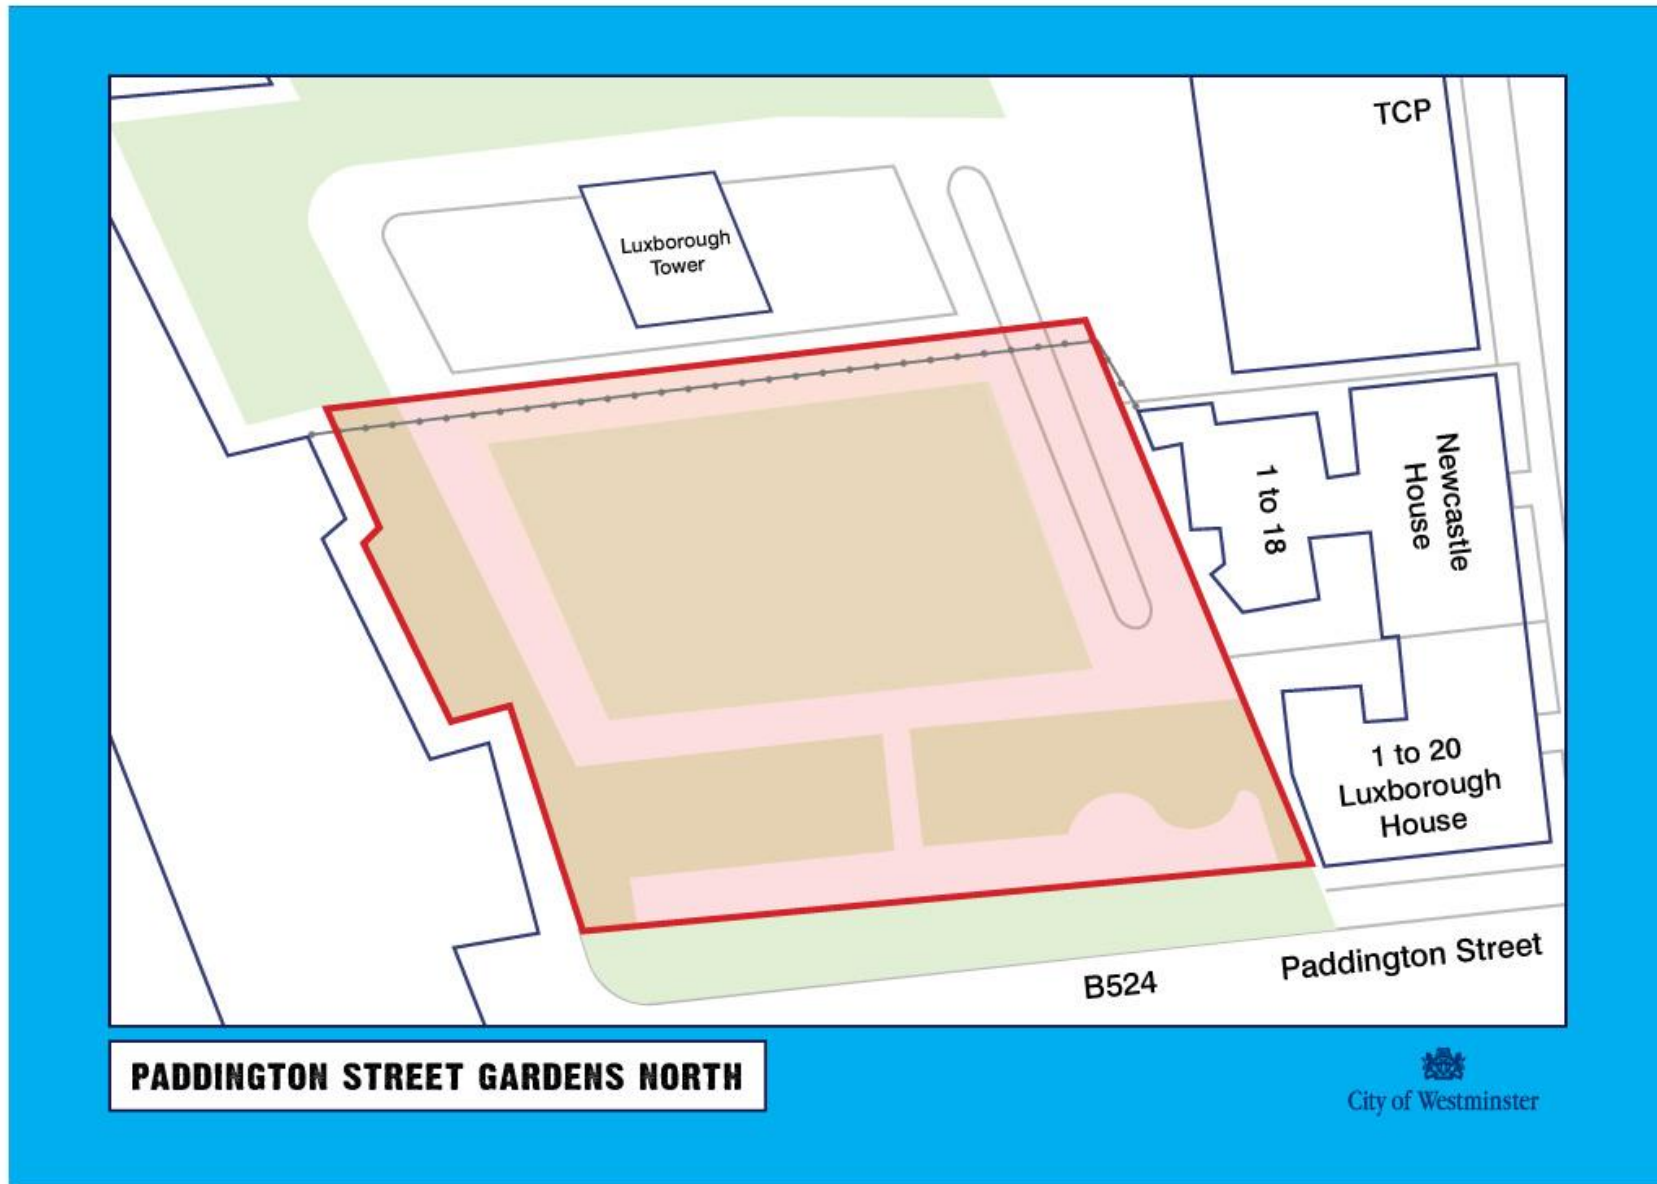 TCP
Luxborough
Tower
1 to 18
Newcastle
House
1 to 20
Luxborough
House
Paddington Street
B524
PADDINGTON STREET GARDENS NORTH
City of Westminster